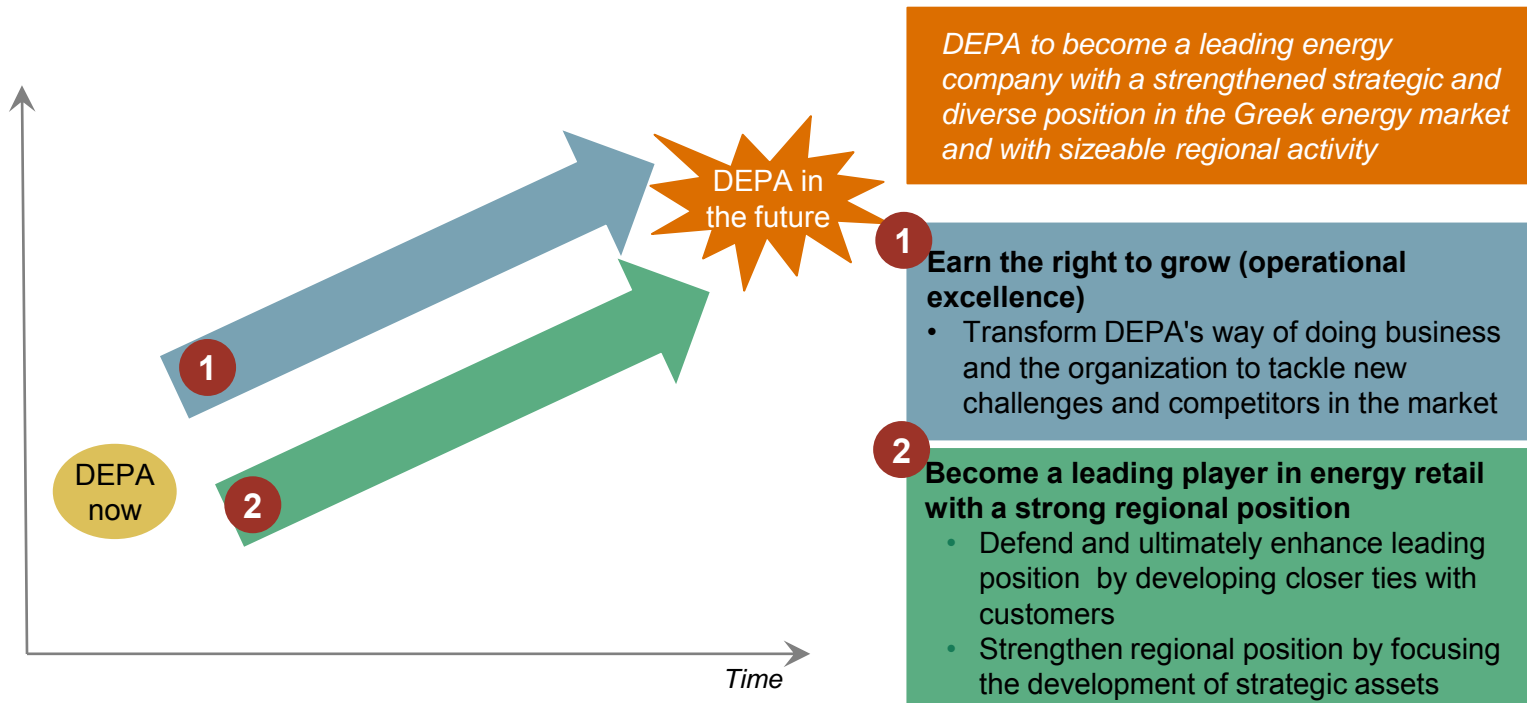 DEPA to become a leading energy
company with a strengthened strategic and
diverse position in the Greek energy market
and with sizeable regional activity
DEPA in
the future
1
Earn the right to grow (operational
excellence)
• Transform DEPA's way of doing business
and the organization to tackle new
challenges and competitors in the market
1
2
Become a leading player in energy retail
with a strong regional position
• Defend and ultimately enhance leading
position by developing closer ties with
customers
• Strengthen regional position by focusing
the development of strategic assets
DEPA
now
2
Time